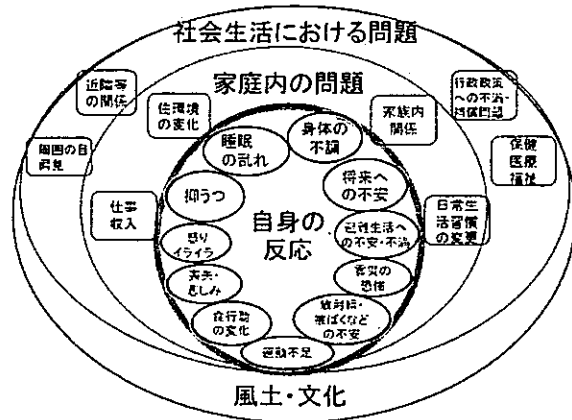 社会生活における問題
近隣等
の関係
家庭内の問題
行政政策
への不満・
補償問題
住環境
の変化
家族内
関係
周囲の目
偏見
睡眠
の乱れ
身体の
不調
保健
医療
福祉
抑うつ
将来へ
の不安
仕事
収入
自身の
反応
日常生
活習慣
の変更
怒り
イライラ
避難生活へ
の不安・不満
喪失・
悲しみ
震災の
恐怖
食行動
の変化
放射線・
被ばくなど
の不安
運動不足
風土・文化